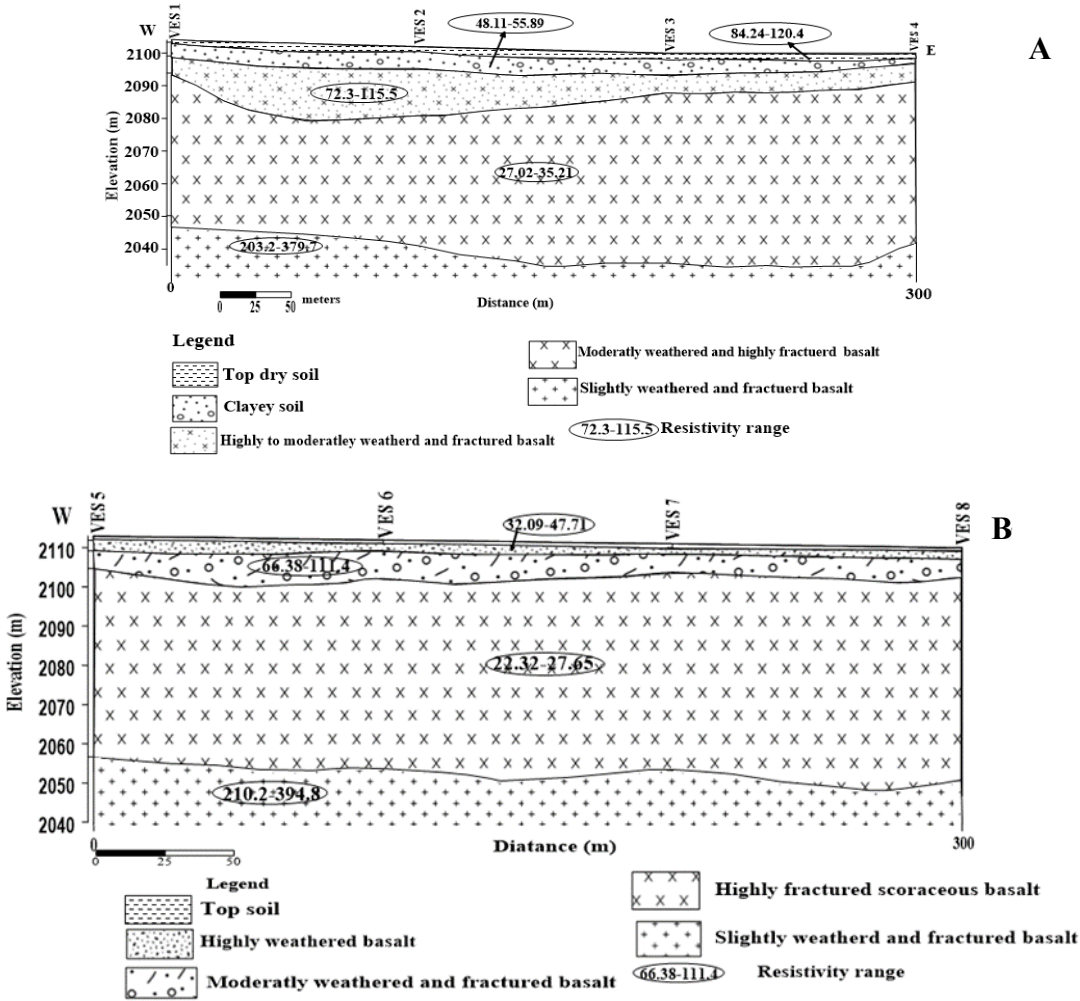 VES 1
VES 2
VES 3
VES 4
48.11-55.89
84.24-120.4
W
E
A
2100
2090
2080
2070
2060
2050
2040
Elevation (m)
72.3-115.5
27.02-35.21
203.2-379.7
0
300
0 25 50 meters
Distance (m)
Legend
Top dry soil
Clayey soil
Highly to moderatley weatherd and fractured basalt
Moderatly weathered and highly fractuerd basalt
Slightly weathered and fractuerd basalt
72.3-115.5 Resistivity range
VES 5
VES 6
VES 7
VES 8
W
B
32.09-47.71
2110
2100
2090
2080
2070
2060
2050
2040
Elevation (m)
66.38-111.4
22.32-27.65
210.2-394.8
0
300
0 25 50
Diatance (m)
Legend
Top soil
Highly weathered basalt
Moderatly weathered and fractured basalt
Highly fractured scoraceous basalt
Slightly weatherd and fractured basalt
66.38-111.4 Resistivity range